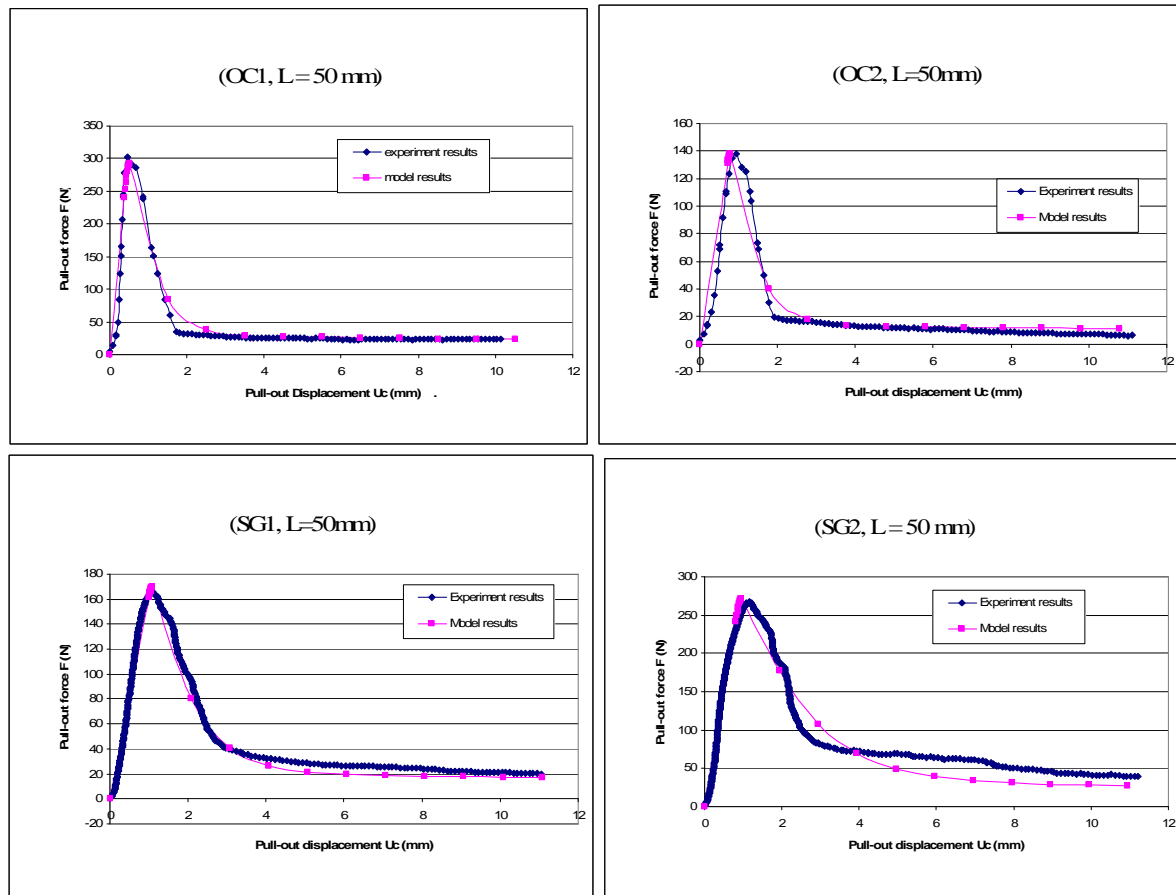 (OC1, L = 50 mm)
350
300
250
200
150
100
50
0
0 2 4 6 8 10 12
Pull-out force F (N)
Pull-out Displacement Uc (mm) .
experiment results
model results
(OC2, L=50mm)
160
140
120
100
80
60
40
20
0
-20
0 2 4 6 8 10 12
Pull-out force F (N)
Pull-out displacement Uc (mm)
Experiment results
Model results
(SG1, L=50mm)
180
160
140
120
100
80
60
40
20
0
-20
0 2 4 6 8 10 12
Pull-out force F (N)
Pull-out displacement Uc (mm)
Experiment results
Model results
(SG2, L = 50 mm)
300
250
200
150
100
50
0
0 2 4 6 8 10 12
Pull-out force F (N)
Pull-out displacement Uc (mm)
Experiment results
Model results